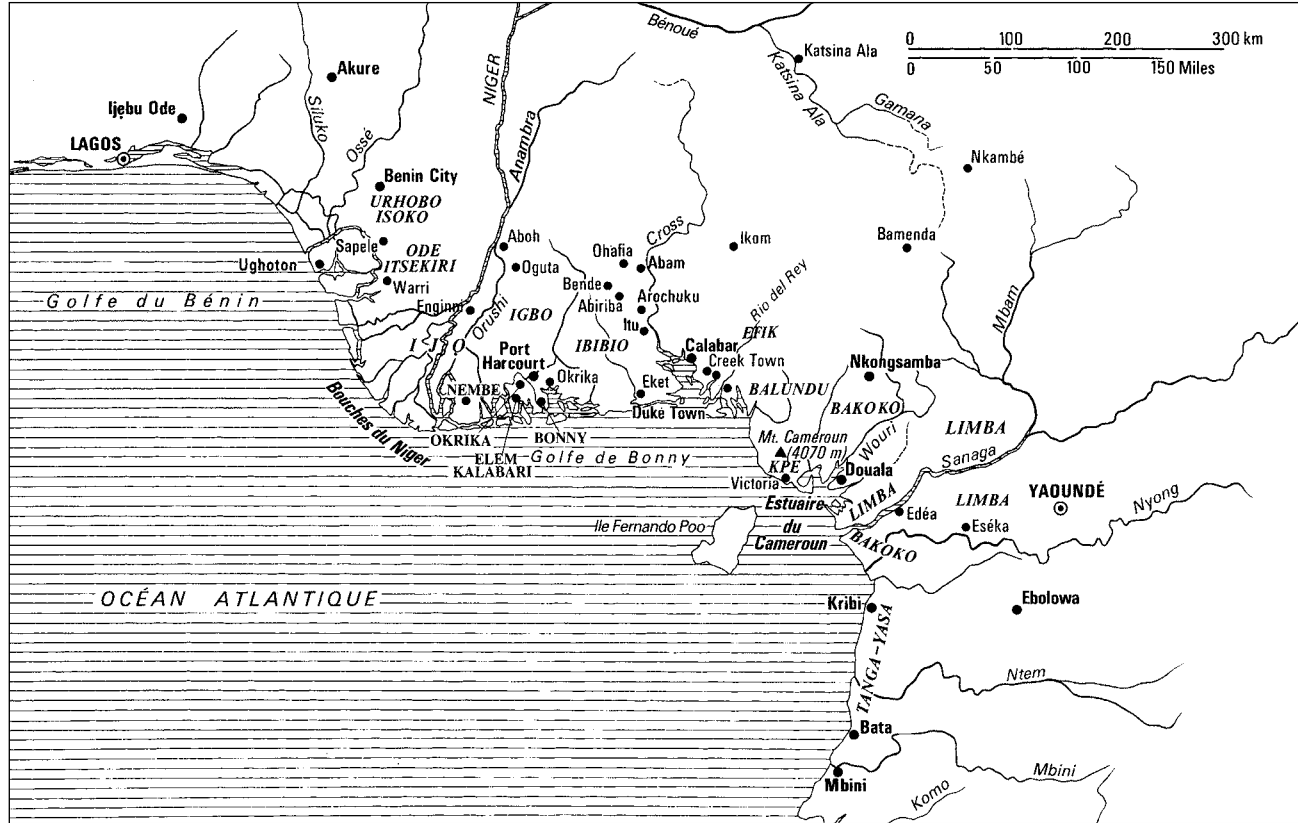 Bénoué
0 100 200 300 km
0 50 100 150 Miles
Katsina Ala
Katsina Ala
Gamana
Akure
NIGER
Siluko
Ijẹbu Ode
Ossé
Anambra
LAGOS
Nkambé
Benin City
URHOBO
ISOKO
Sapele
ODE
ITSEKIRI
Ughoton
Warri
Aboh
Oguta
Ohafia
Cross
Abam
Ikom
Bamenda
Mbam
Golfe du Bénin
Bende
Abiriba
Arochuku
Rio del Rey
Enginni
Orushi
IGBO
Itu
EFIK
I-JỌ
IBIBIO
Port
Harcourt
Calabar
Creek Town
Nkongsamba
NEMBE
Okrika
Eket
Duke Town
BALUNDU
BAKOKO
Bouches du Niger
OKRIKA
BONNY
ELEM
KALABARI
Golfe de Bonny
Mt. Cameroun
(4070 m)
KPE
Wouri
LIMBA
Sanaga
Victoria
Douala
LIMBA
LIMBA
YAOUNDÉ
Nyong
Estuaire
du
Cameroun
Edéa
Eséka
Ile Fernando Poo
BAKOKO
OCÉAN ATLANTIQUE
Kribi
Ebolowa
TANGA-YASA
Ntem
Bata
Mbini
Mbini
Komo